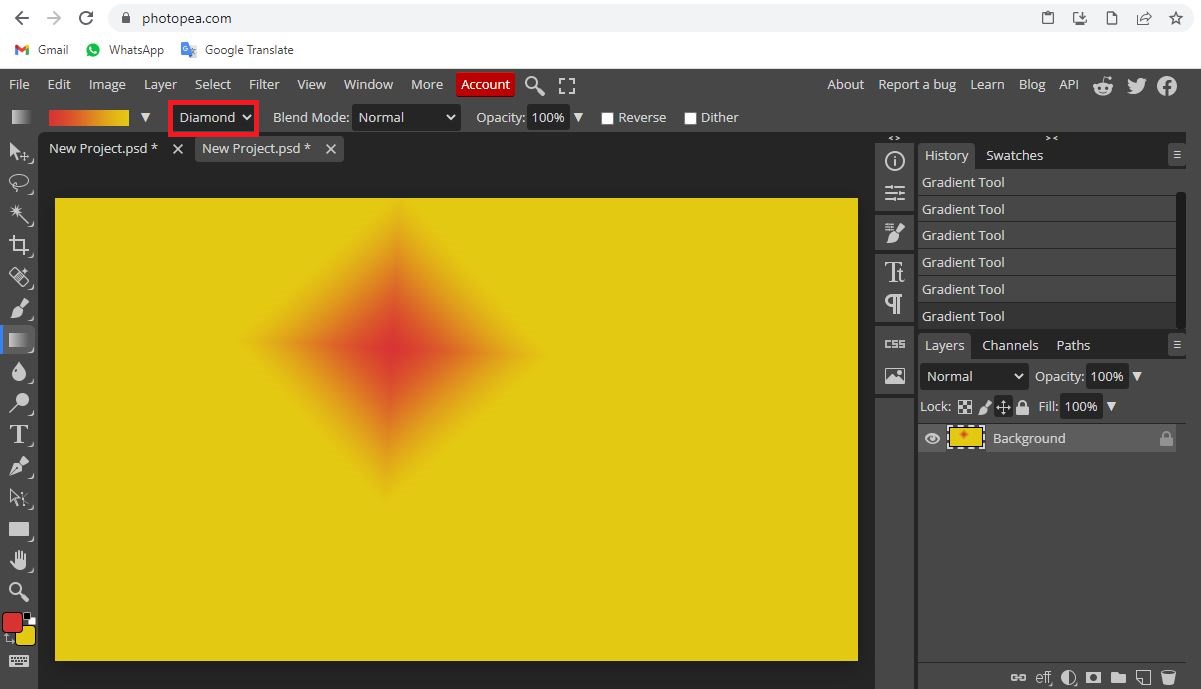 photopea.com
Gmail WhatsApp Google Translate
File Edit Image Layer Select Filter View Window More Account About Report a bug Learn Blog API
Diamond Blend Mode: Normal Opacity: 100% Reverse Dither
New Project.psd * New Project.psd *
History Swatches
Gradient Tool
Gradient Tool
Gradient Tool
Gradient Tool
Gradient Tool
Gradient Tool
Layers Channels Paths
CSS
Normal Opacity: 100%
Lock: Fill: 100%
Background
eff